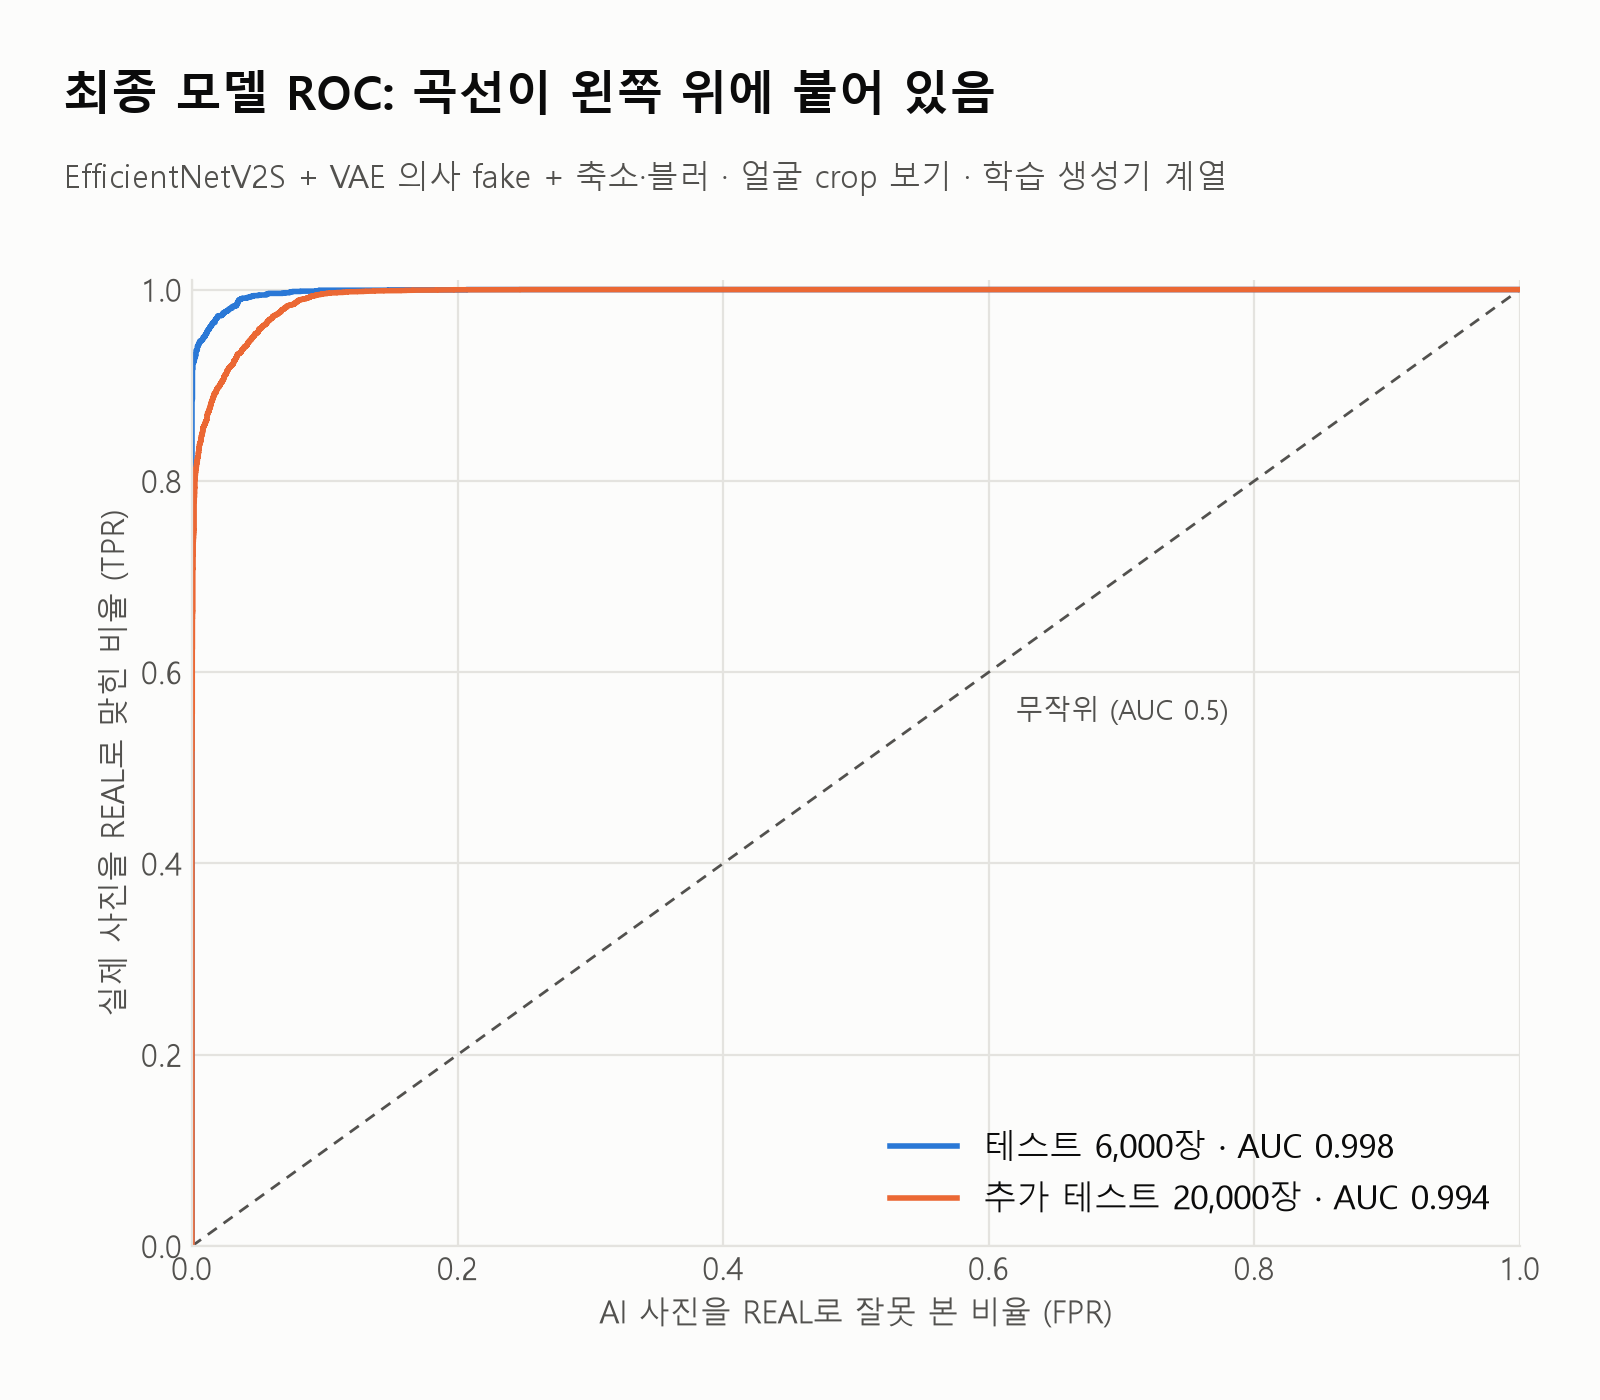 최종 모델 ROC: 곡선이 왼쪽 위에 붙어 있음
EfficientNetV2S + VAE 의사 fake + 축소·블러 · 얼굴 crop 보기 · 학습 생성기 계열
실제 사진을 REAL로 맞힌 비율 (TPR)
1.0
0.8
0.6
0.4
0.2
0.0
무작위 (AUC 0.5)
테스트 6,000장 · AUC 0.998
추가 테스트 20,000장 · AUC 0.994
0.0 0.2 0.4 0.6 0.8 1.0
AI 사진을 REAL로 잘못 본 비율 (FPR)